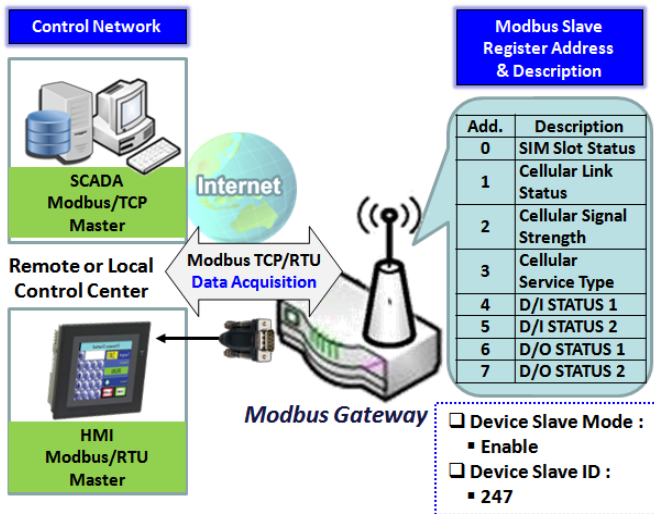 Control Network
SCADA
Modbus/TCP
Master
Remote or Local
Control Center
HMI
Modbus/RTU
Master
Internet
Modbus TCP/RTU
Data Acquisition
Modbus Gateway
Modbus Slave
Register Address
& Description
Add. Description
0 SIM Slot Status
1 Cellular Link
Status
2 Cellular Signal
Strength
3 Cellular
Service Type
4 D/I STATUS 1
5 D/I STATUS 2
6 D/O STATUS 1
7 D/O STATUS 2
❑ Device Slave Mode :
▪ Enable
❑ Device Slave ID :
▪ 247